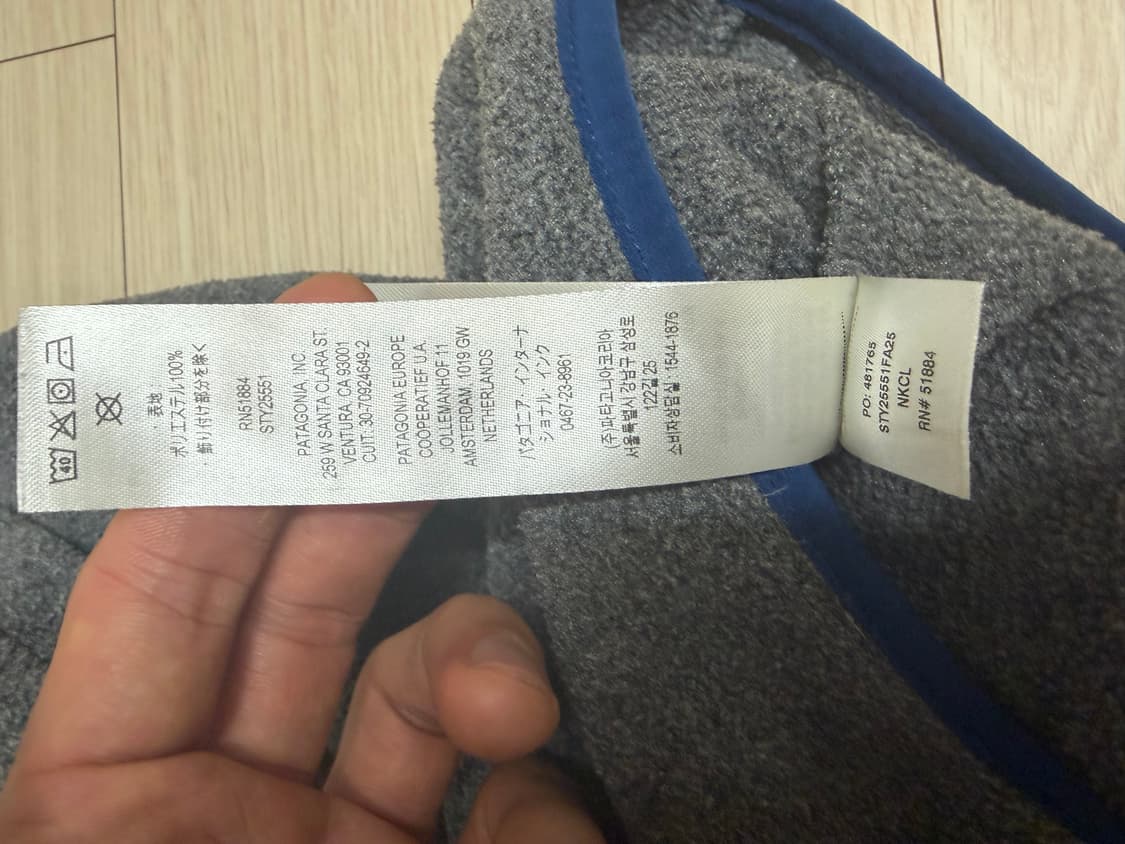 40
表地
ポリエステル100%
・飾り付け部分を除く
RN51884
STY25551
PATAGONIA, INC.
259 W SANTA CLARA ST.
VENTURA, CA 93001
CUIT: 30-70924649-2
PATAGONIA EUROPE
COOPERATIEF U.A.
JOLLEMANHOF 11
AMSTERDAM, 1019 GW
NETHERLANDS
パタゴニア、インターナ
ショナル・インク
0467-23-8961
(주)파타고니아코리아
서울특별시 강남구 삼성로
122길 25
소비자상담실: 1544-1876
PO: 481765
STY25551FA25
NKCL
RN# 51884